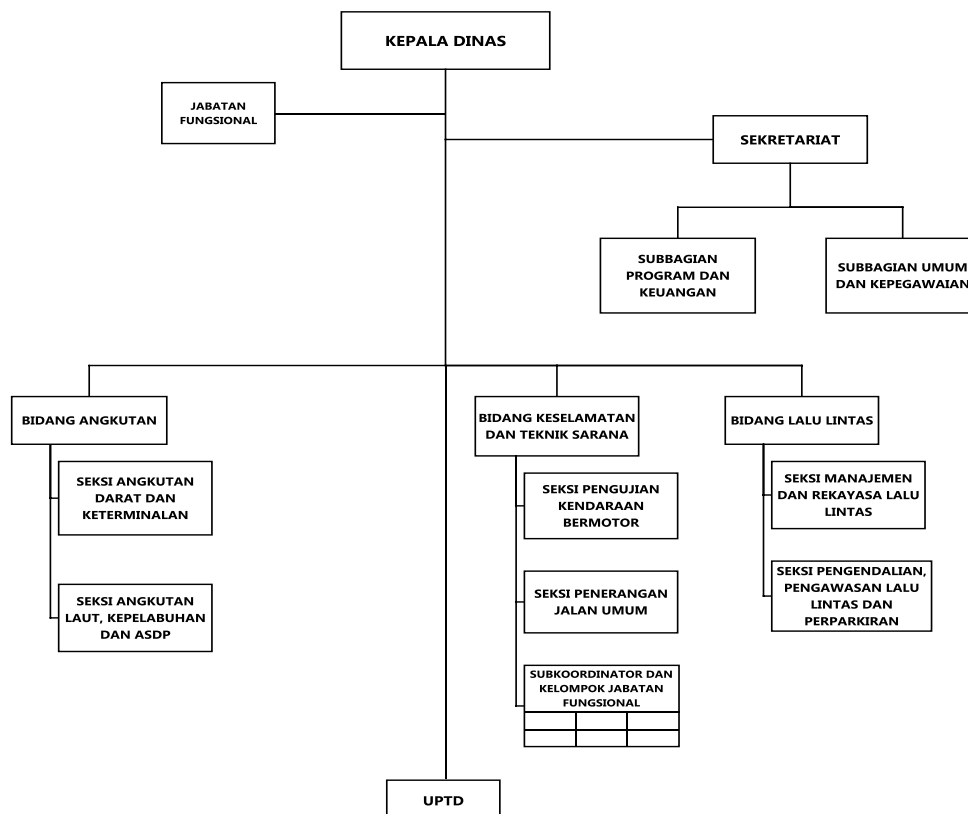 KEPALA DINAS
JABATAN
FUNGSIONAL
SEKRETARIAT
SUBBAGIAN
PROGRAM DAN
KEUANGAN
SUBBAGIAN UMUM
DAN KEPEGAWAIAN
BIDANG ANGKUTAN
SEKSI ANGKUTAN
DARAT DAN
KETERMINALAN
SEKSI ANGKUTAN
LAUT, KEPELABUHAN
DAN ASDP
BIDANG KESELAMATAN
DAN TEKNIK SARANA
SEKSI PENGUJIAN
KENDARAAN
BERMOTOR
SEKSI PENERANGAN
JALAN UMUM
SUBKOORDINATOR DAN
KELOMPOK JABATAN
FUNGSIONAL
BIDANG LALU LINTAS
SEKSI MANAJEMEN
DAN REKAYASA LALU
LINTAS
SEKSI PENGENDALIAN,
PENGAWASAN LALU
LINTAS DAN
PERPARKIRAN
UPTD